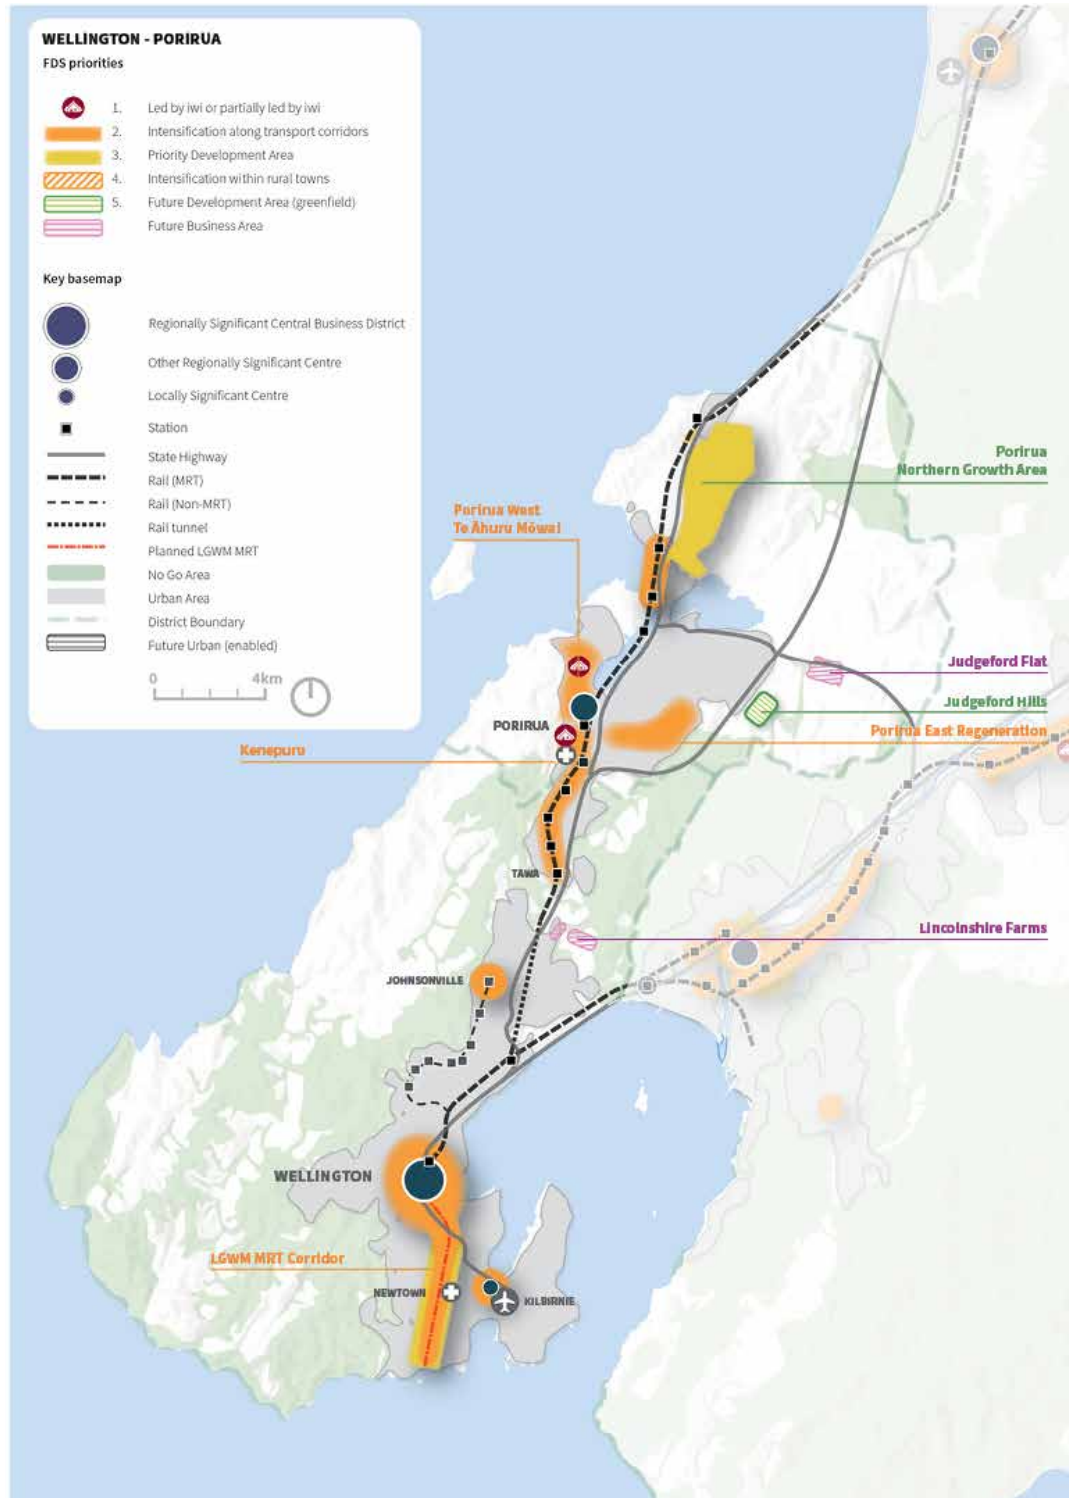 WELLINGTON - PORIRUA
FDS priorities
1. Led by iwi or partially led by iwi
2. Intensification along transport corridors
3. Priority Development Area
4. Intensification within rural towns
5. Future Development Area (greenfield)
Future Business Area
Key basemap
Regionally Significant Central Business District
Other Regionally Significant Centre
Locally Significant Centre
Station
State Highway
Rail (MRT)
Rail (Non-MRT)
Rail tunnel
Planned LGWM MRT
No Go Area
Urban Area
District Boundary
Future Urban (enabled)
0 4km
Porirua
Northern Growth Area
Porirua West
Te Āhuru Mōwai
Judgeford Flat
Judgeford Hills
PORIRUA
Porirua East Regeneration
Kenepuru
TAWA
Lincolnshire Farms
JOHNSONVILLE
WELLINGTON
LGWM MRT Corridor
NEWTOWN
KILBIRNIE